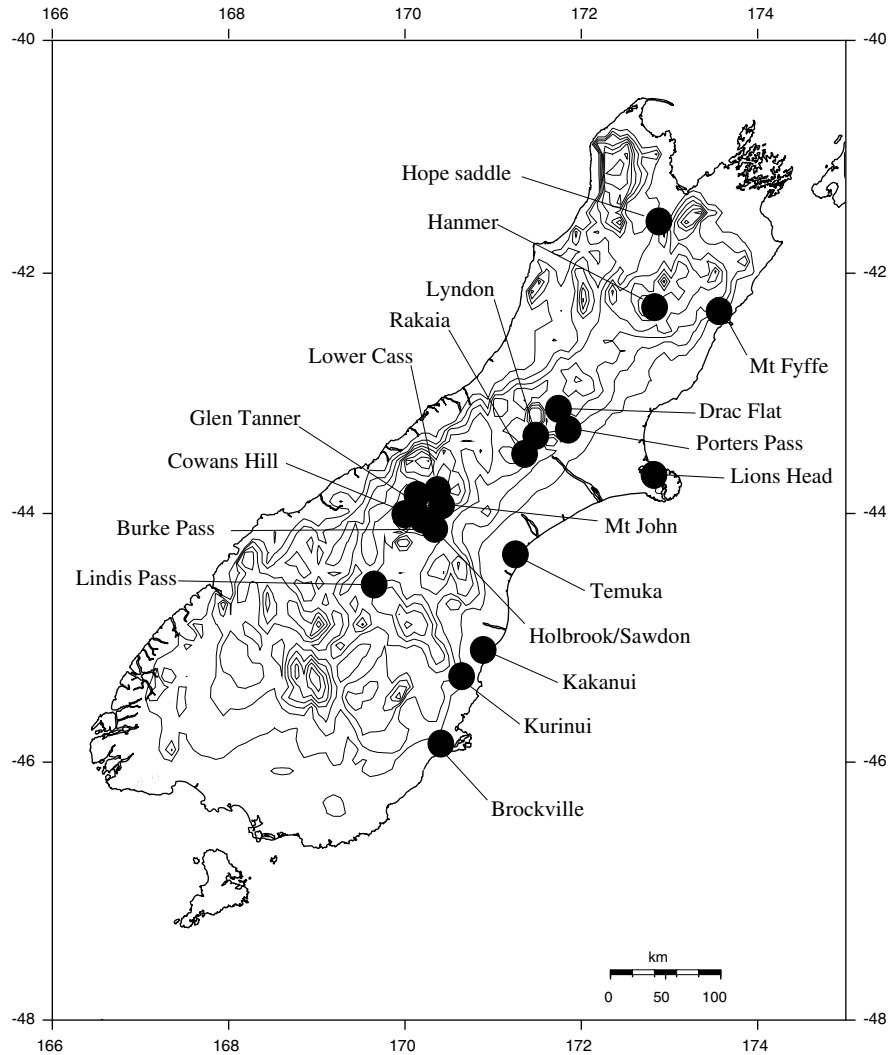 166 168 170 172 174
-40 -40
Hope saddle
Hanmer
-42 -42
Lyndon
Rakaia
Lower Cass
Mt Fyffe
Glen Tanner
Drac Flat
Porters Pass
Cowans Hill
Lions Head
-44 -44
Burke Pass
Mt John
Lindis Pass
Temuka
Holbrook/Sawdon
Kakanui
Kurinui
-46 -46
Brockville
km
0 50 100
-48 -48
166 168 170 172 174